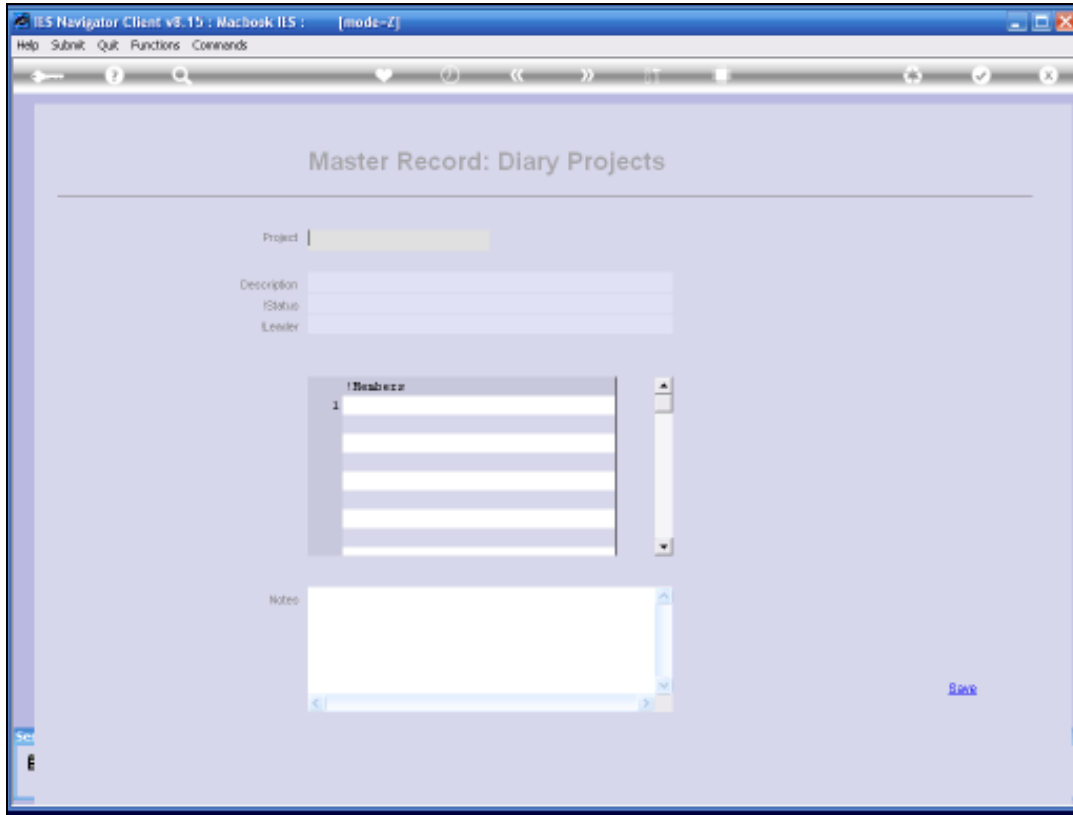 IES Navigator Client v8.15 : Macbook IES : [mode-Z]
Help Submit Quit Functions Commands
Master Record: Diary Projects
Project
Description
!Status
!Leader
!Members
1
Notes
Save
Se